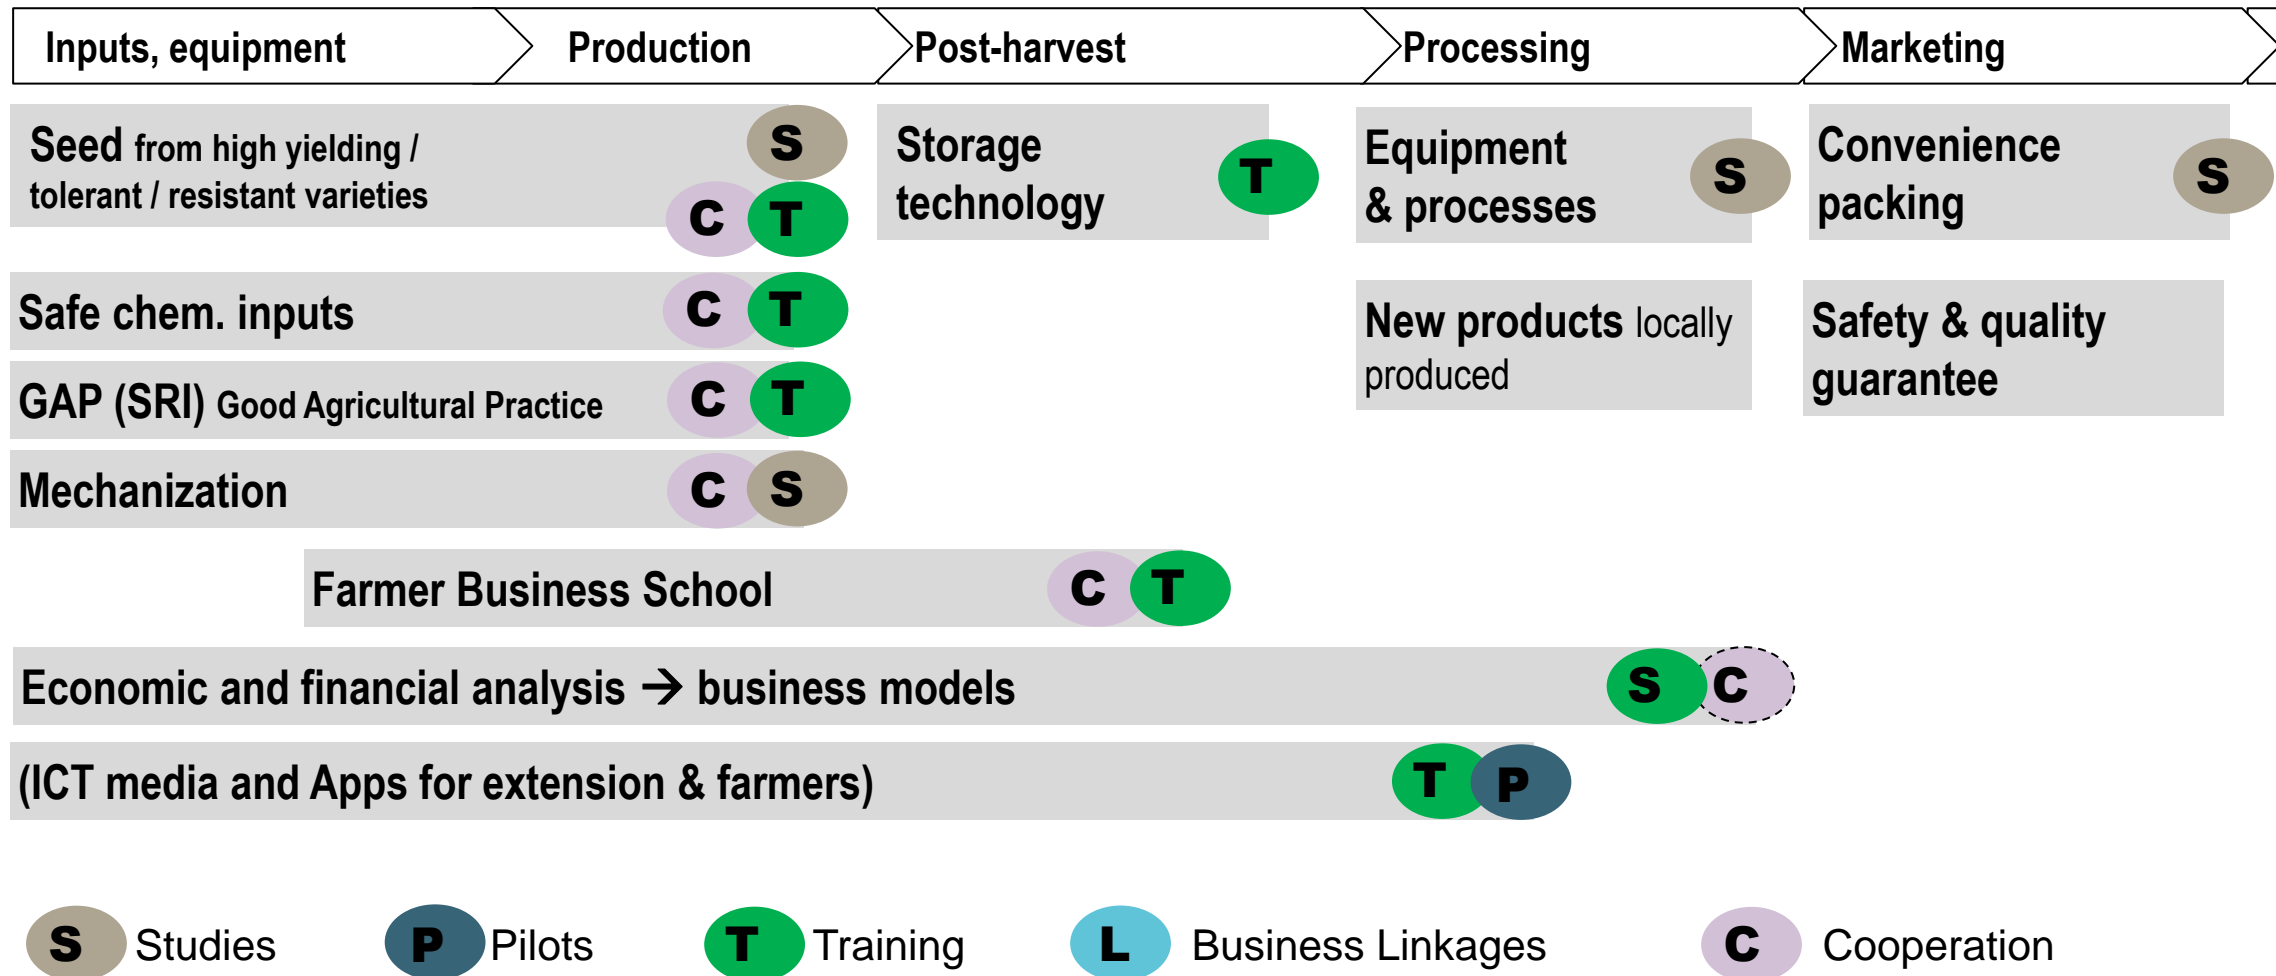 Inputs, equipment
Production
Post-harvest
Processing
Marketing
Seed from high yielding /
tolerant / resistant varieties
S
C T
Storage
technology
T
Equipment
& processes
S
Convenience
packing
S
Safe chem. inputs
C T
New products locally
produced
Safety & quality
guarantee
GAP (SRI) Good Agricultural Practice
C T
Mechanization
C S
Farmer Business School
C T
Economic and financial analysis → business models
S C
(ICT media and Apps for extension & farmers)
T P
S Studies
P Pilots
T Training
L Business Linkages
C Cooperation